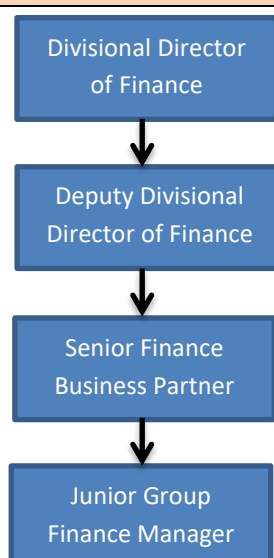 Divisional Director
of Finance
Deputy Divisional
Director of Finance
Senior Finance
Business Partner
Junior Group
Finance Manager